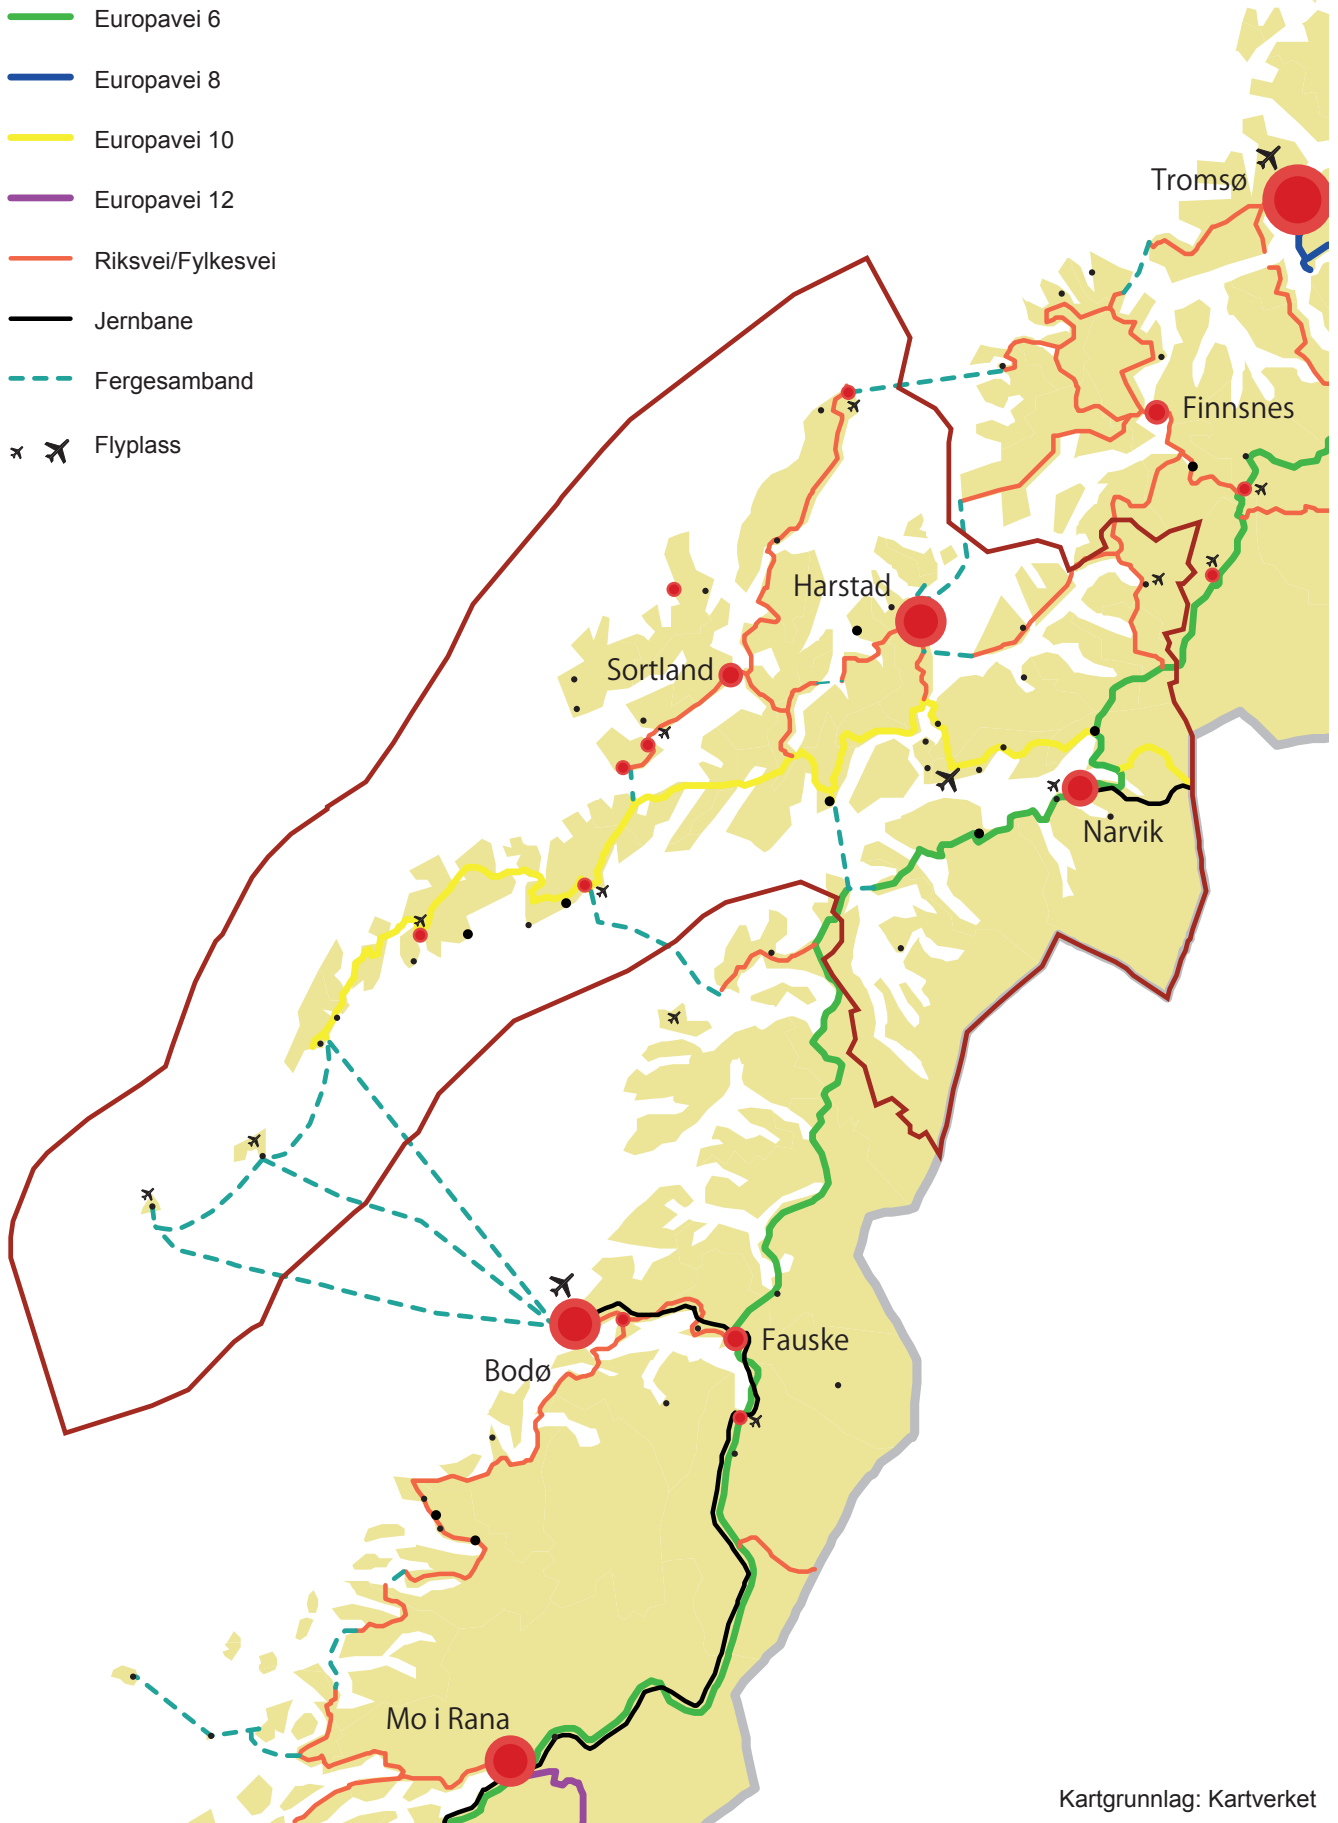 Europavei 6
Europavei 8
Europavei 10
Europavei 12
Riksvei/Fylkesvei
Jernbane
Fergesamband
Flyplass
Tromsø
Finnsnes
Harstad
Sortland
Narvik
Fauske
Bodø
Mo i Rana
Kartgrunnlag: Kartverket